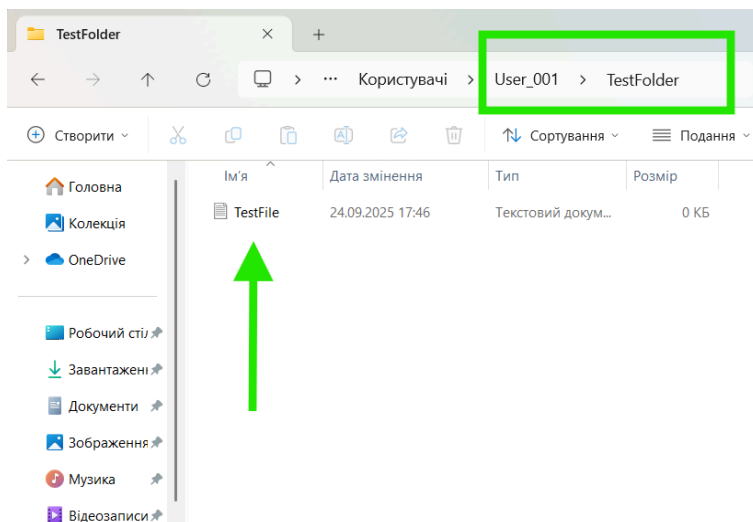 TestFolder
··· Користувачі > User_001 > TestFolder
Створити Сортування Подання
Ім'я Дата змінення Тип Розмір
TestFile 24.09.2025 17:46 Текстовий докум... 0 КБ
Головна
Колекція
OneDrive
Робочий стіл
Завантажені
Документи
Зображення
Музика
Відеозаписи